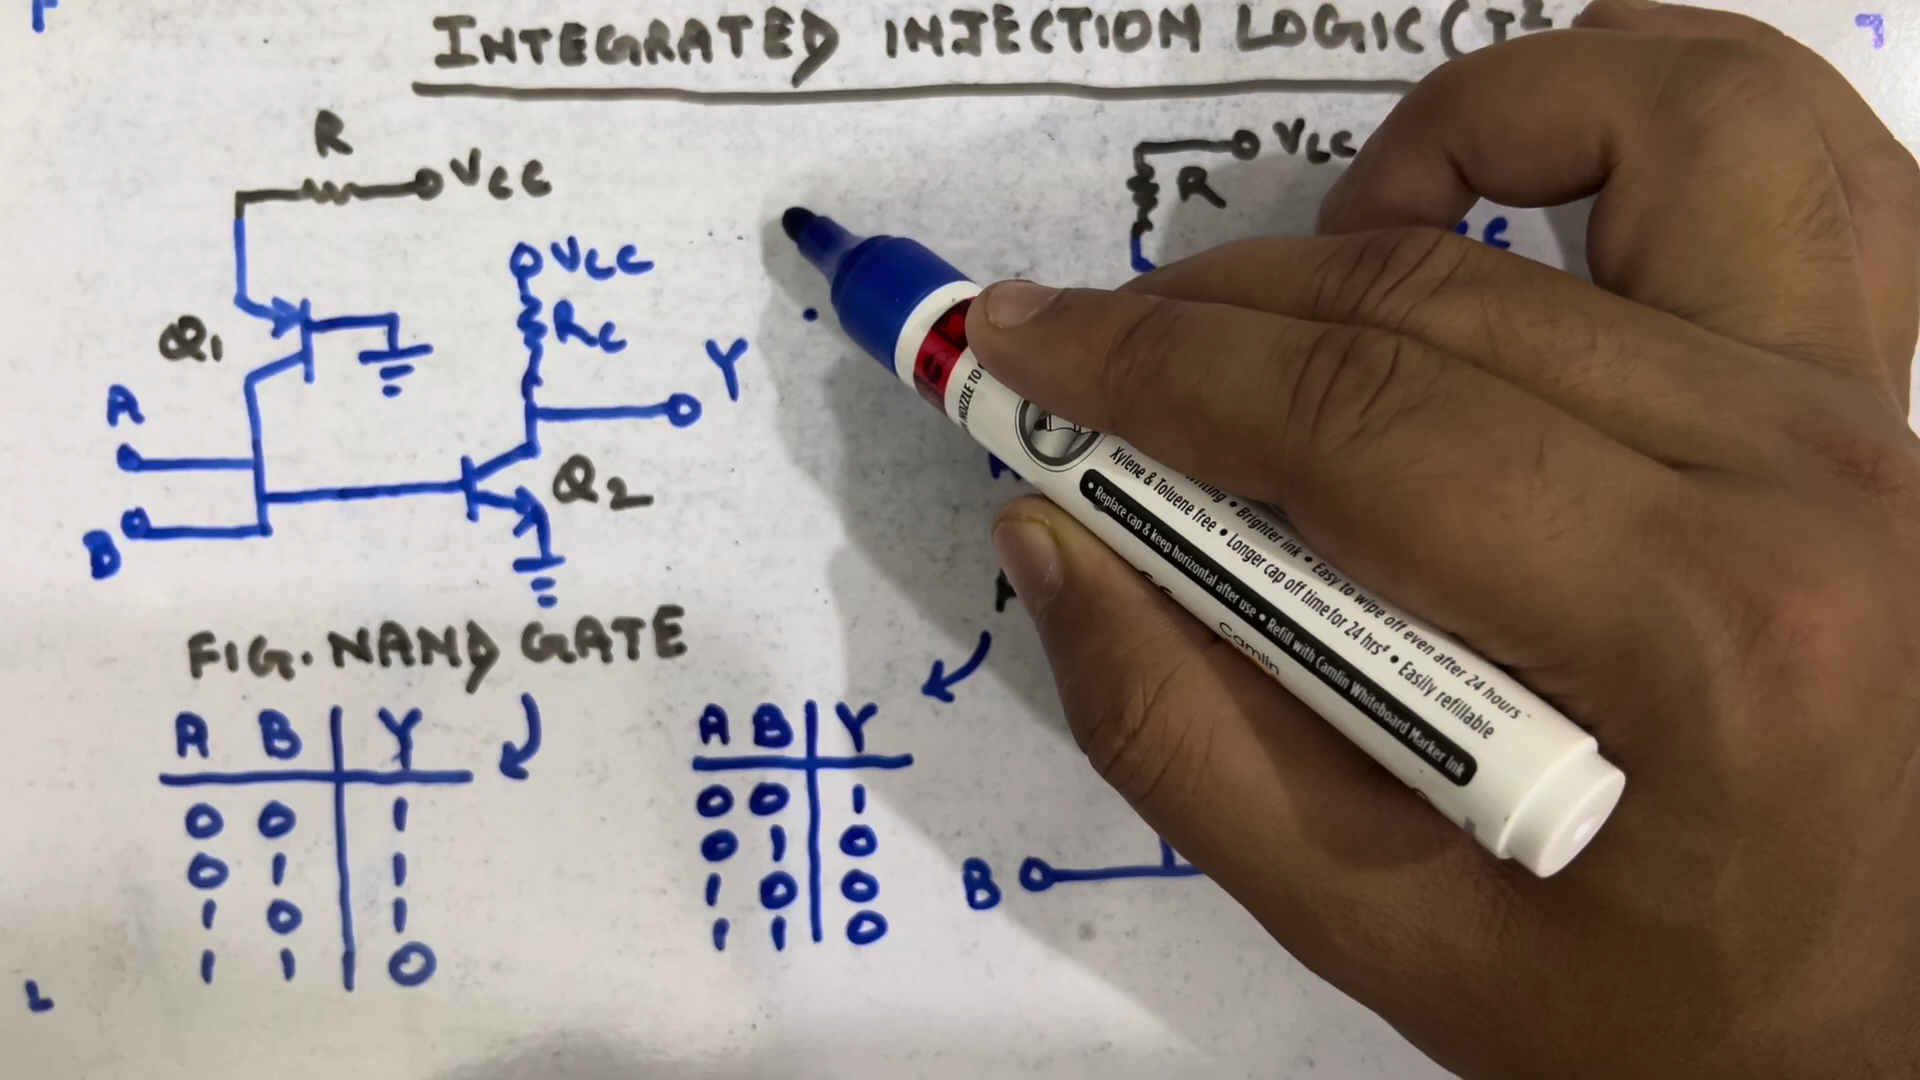 INTEGRATED INJECTION LOGIC (I²
R
VCC
VCC
RC
Q1
Y
A
Q2
B
FIG. NAND GATE
A B Y
0 0 1
0 1 1
1 0 1
1 1 0
VCC
R
C
A B Y
0 0 1
0 1 0
1 0 0
1 1 0
B
NOZZLE TO
Xylene & Toluene free • Longer cap off time for 24 hrs* • Easily refillable
writing • Brighter ink • Easy to wipe off even after 24 hours
• Replace cap & keep horizontal after use • Refill with Camlin Whiteboard Marker Ink
Camlin